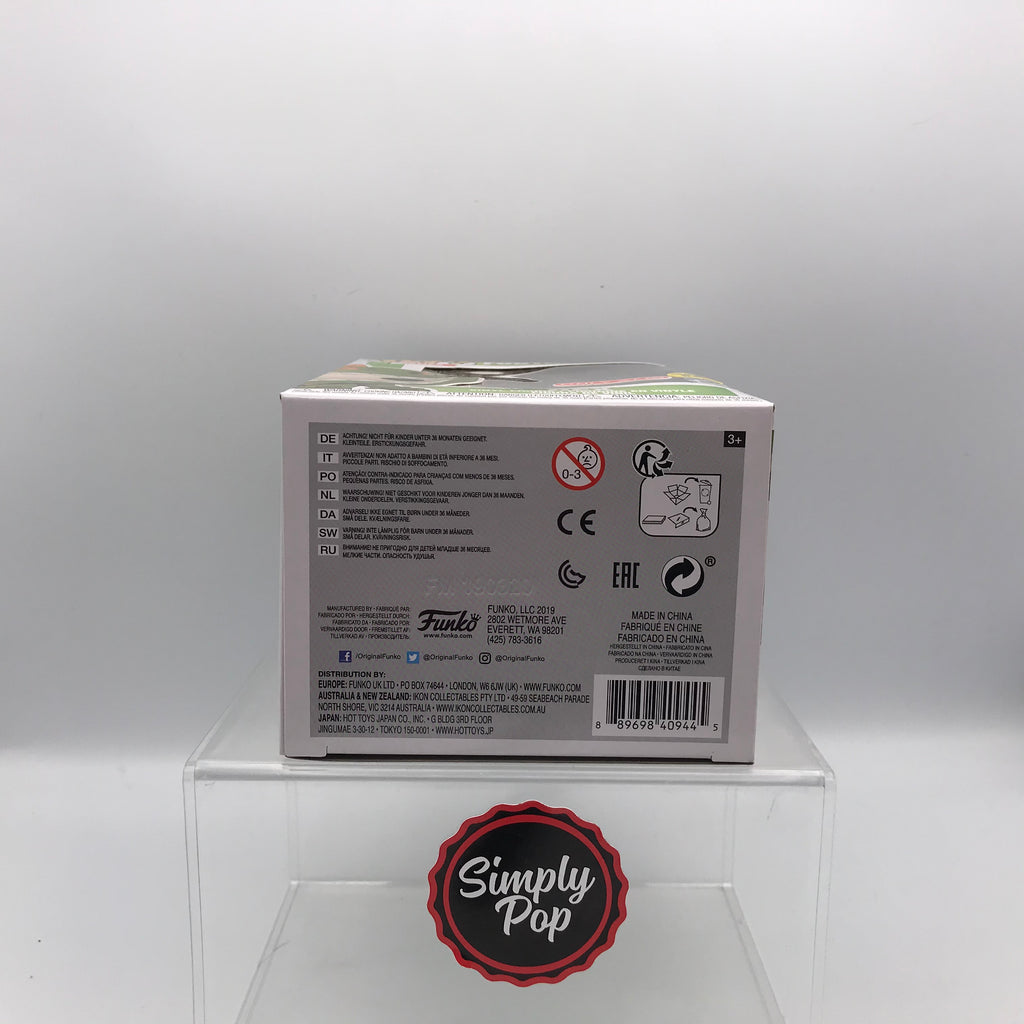 ATTENTION
ADVERTENCIA
3+
DE ACHTUNG! NICHT FÜR KINDER UNTER 36 MONATEN GEEIGNET.
KLEINTEILE. ERSTICKUNGSGEFAHR.
IT AVVERTENZA! NON ADATTO A BAMBINI DI ETÀ INFERIORE A 36 MESI.
PICCOLE PARTI. RISCHIO DI SOFFOCAMENTO.
PO ATENÇÃO! CONTRA-INDICADO PARA CRIANÇAS COM MENOS DE 36 MESES.
PEQUENAS PARTES. RISCO DE ASFIXIA.
NL WAARSCHUWING! NIET GESCHIKT VOOR KINDEREN JONGER DAN 36 MAANDEN.
KLEINE ONDERDELEN. VERSTIKKINGSGEVAAR.
DA ADVARSEL! IKKE EGNET TIL BØRN UNDER 36 MÅNEDER.
SMÅ DELE. KVÆLNINGSFARE.
SW VARNING! INTE LÄMPLIG FÖR BARN UNDER 36 MÅNADER.
SMÅ DELAR. KVÄVNINGSRISK.
RU ВНИМАНИЕ! НЕ ПРИГОДНО ДЛЯ ДЕТЕЙ МЛАДШЕ 36 МЕСЯЦЕВ.
МЕЛКИЕ ЧАСТИ. ОПАСНОСТЬ УДУШЬЯ.
0-3
CE
EAC
®
MANUFACTURED BY • FABRIQUÉ PAR:
FABRICADO POR • HERGESTELLT DURCH:
FABBRICATO DA • FABRICADO POR:
VERVAARDIGD DOOR • FREMSTILLET AF:
TILLVERKAD AV • ПРОИЗВОДИТЕЛЬ:
Funko
www.funko.com
FUNKO, LLC 2019
2802 WETMORE AVE
EVERETT, WA 98201
(425) 783-3616
/OriginalFunko @OriginalFunko @OriginalFunko
MADE IN CHINA
FABRIQUÉ EN CHINE
FABRICADO EN CHINA
HERGESTELLT IN CHINA • FABBRICATO IN CINA
FABRICADO NA CHINA • VERVAARDIGD IN CHINA
PRODUCERET I KINA • TILLVERKAD I KINA
СДЕЛАНО В КИТАЕ
DISTRIBUTION BY:
EUROPE: FUNKO UK LTD • PO BOX 74644 • LONDON, W6 6JW (UK) • WWW.FUNKO.COM
AUSTRALIA & NEW ZEALAND: IKON COLLECTABLES PTY LTD • 49-59 SEABEACH PARADE
NORTH SHORE, VIC 3214 AUSTRALIA • WWW.IKONCOLLECTABLES.COM.AU
JAPAN: HOT TOYS JAPAN CO., INC. • G BLDG 3RD FLOOR
JINGUMAE 3-30-12 • TOKYO 150-0001 • WWW.HOTTOYS.JP
8 89698 40944 5
Simply
Pop